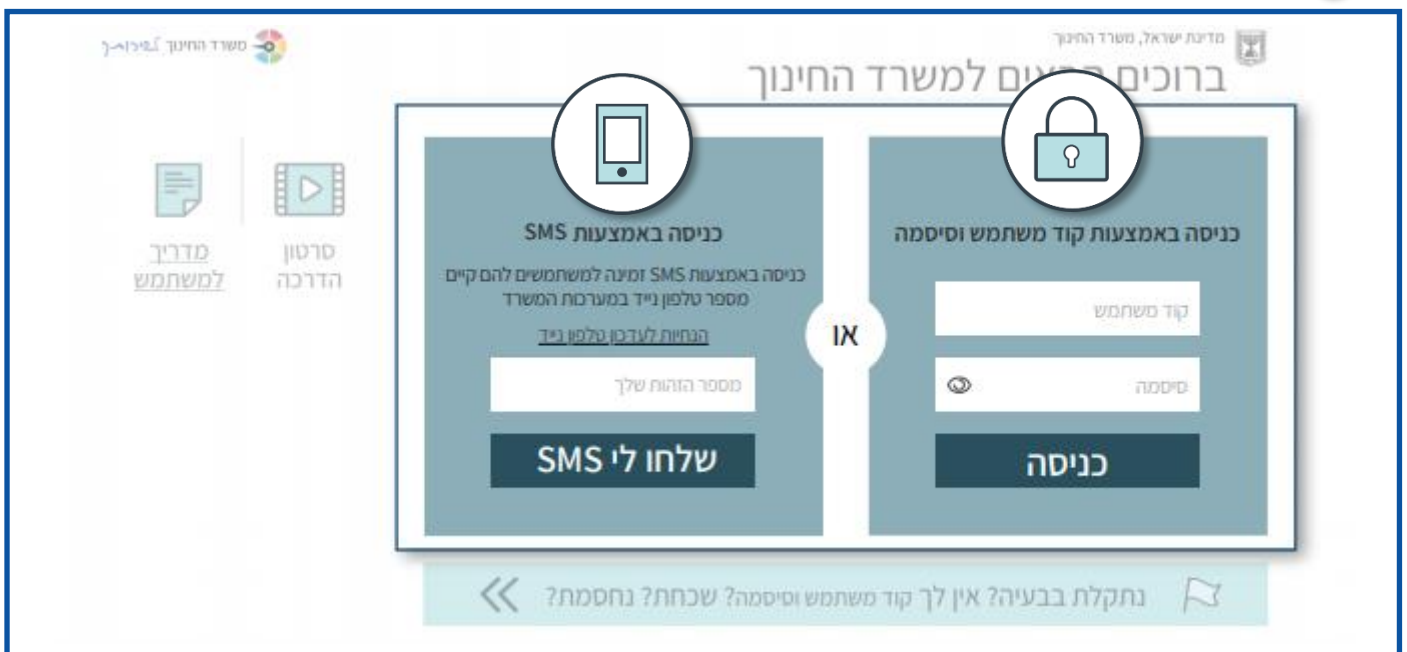 מדינת ישראל, משרד החינוך
ברוכים הבאים למשרד החינוך
משרד החינוך לשירותך
כניסה באמצעות קוד משתמש וסיסמה
קוד משתמש
סיסמה
כניסה
או
כניסה באמצעות SMS
כניסה באמצעות SMS זמינה למשתמשים להם קיים
מספר טלפון נייד במערכות המשרד
הנחיות לעדכון טלפון נייד
מספר הזהות שלך
שלחו לי SMS
סרטון
הדרכה
מדריך
למשתמש
נתקלת בבעיה? אין לך קוד משתמש וסיסמה? שכחת? נחסמת?